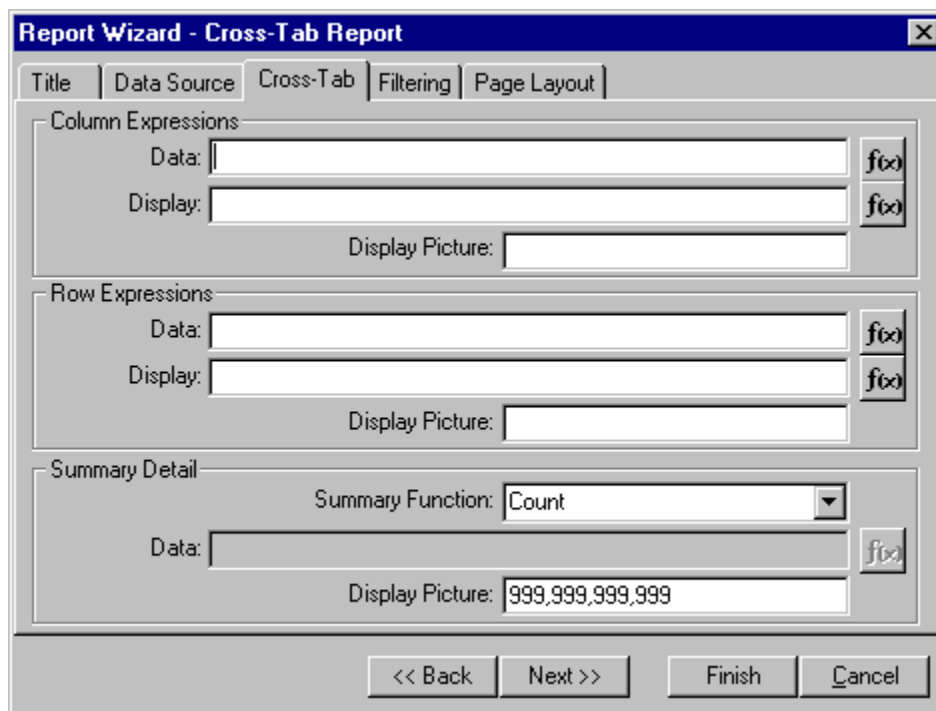 Report Wizard - Cross-Tab Report
Title Data Source Cross-Tab Filtering Page Layout
Column Expressions
Data: f(x)
Display: f(x)
Display Picture:
Row Expressions
Data: f(x)
Display: f(x)
Display Picture:
Summary Detail
Summary Function: Count
Data: f(x)
Display Picture: 999,999,999,999
<< Back Next >> Finish Cancel